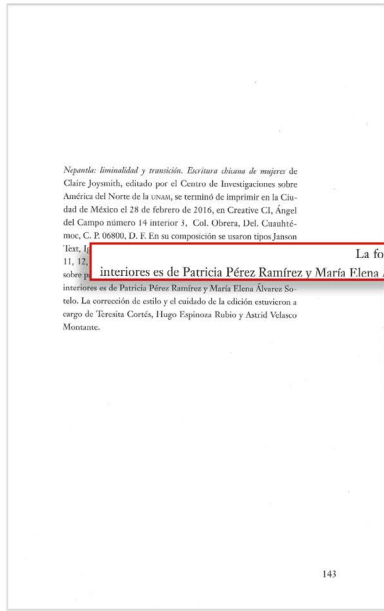 Nepantla: liminalidad y transición. Escritura chicana de mujeres de
Claire Joysmith, editado por el Centro de Investigaciones sobre
América del Norte de la UNAM, se terminó de imprimir en la Ciu-
dad de México el 28 de febrero de 2016, en Creative CI, Ángel
del Campo número 14 interior 3, Col. Obrera, Del. Cuauhté-
moc, C. P. 06800, D. F. En su composición se usaron tipos Janson
Text,
11, 12,
sobre
La fo
interiores es de Patricia Pérez Ramírez y María Elena
interiores es de Patricia Pérez Ramírez y María Elena Álvarez So-
telo. La corrección de estilo y el cuidado de la edición estuvieron a
cargo de Teresita Cortés, Hugo Espinoza Rubio y Astrid Velasco
Montante.
143